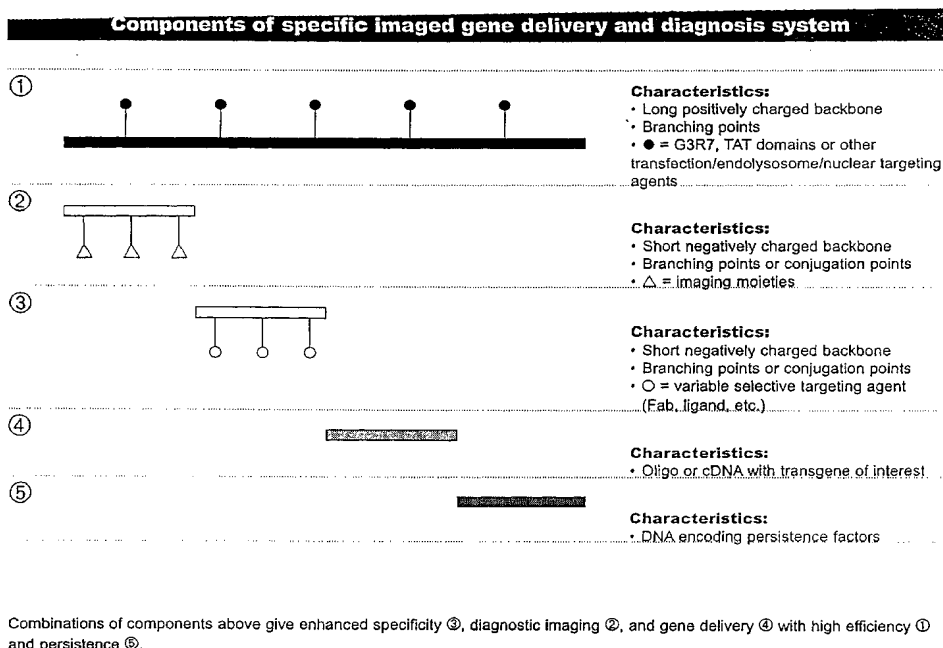 Components of specific imaged gene delivery and diagnosis system
①
Characteristics:
• Long positively charged backbone
• Branching points
• ● = G3R7, TAT domains or other
transfection/endolysosome/nuclear targeting
agents
②
Characteristics:
• Short negatively charged backbone
• Branching points or conjugation points
• △ = imaging moieties
③
Characteristics:
• Short negatively charged backbone
• Branching points or conjugation points
• ○ = variable selective targeting agent
(Fab, ligand, etc.)
④
Characteristics:
• Oligo or cDNA with transgene of interest
⑤
Characteristics:
• DNA encoding persistence factors
Combinations of components above give enhanced specificity ③, diagnostic imaging ②, and gene delivery ④ with high efficiency ①
and persistence ⑤.